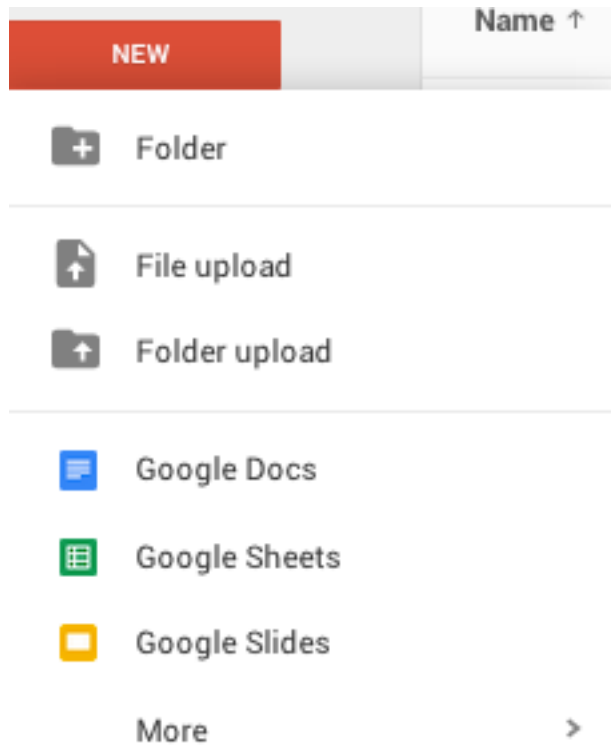 Name ↑
NEW
Folder
File upload
Folder upload
Google Docs
Google Sheets
Google Slides
More >